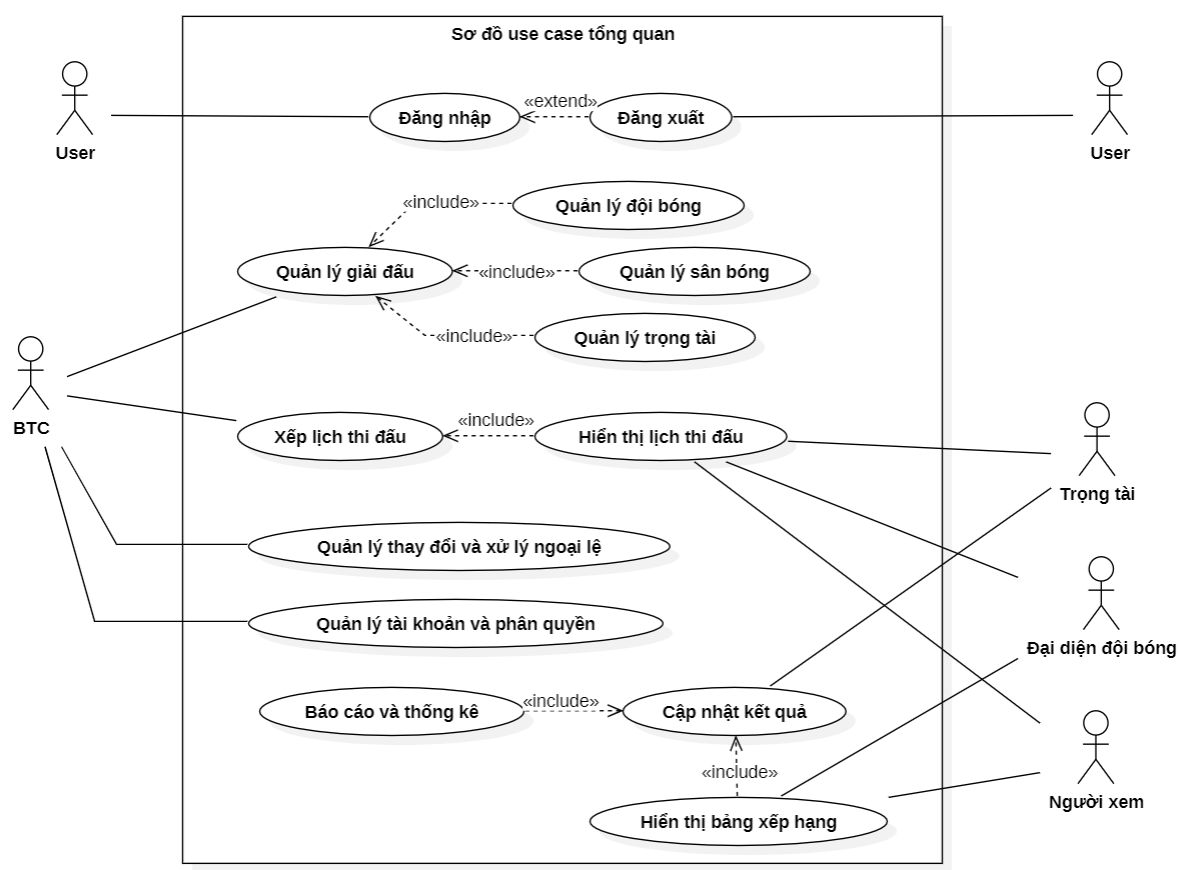 Sơ đồ use case tổng quan
User
Đăng nhập
«extend»
Đăng xuất
User
«include»
Quản lý đội bóng
Quản lý giải đấu
«include»
Quản lý sân bóng
«include»
Quản lý trọng tài
BTC
Xếp lịch thi đấu
«include»
Hiển thị lịch thi đấu
Trọng tài
Quản lý thay đổi và xử lý ngoại lệ
Quản lý tài khoản và phân quyền
Đại diện đội bóng
Báo cáo và thống kê
«include»
Cập nhật kết quả
«include»
Người xem
Hiển thị bảng xếp hạng